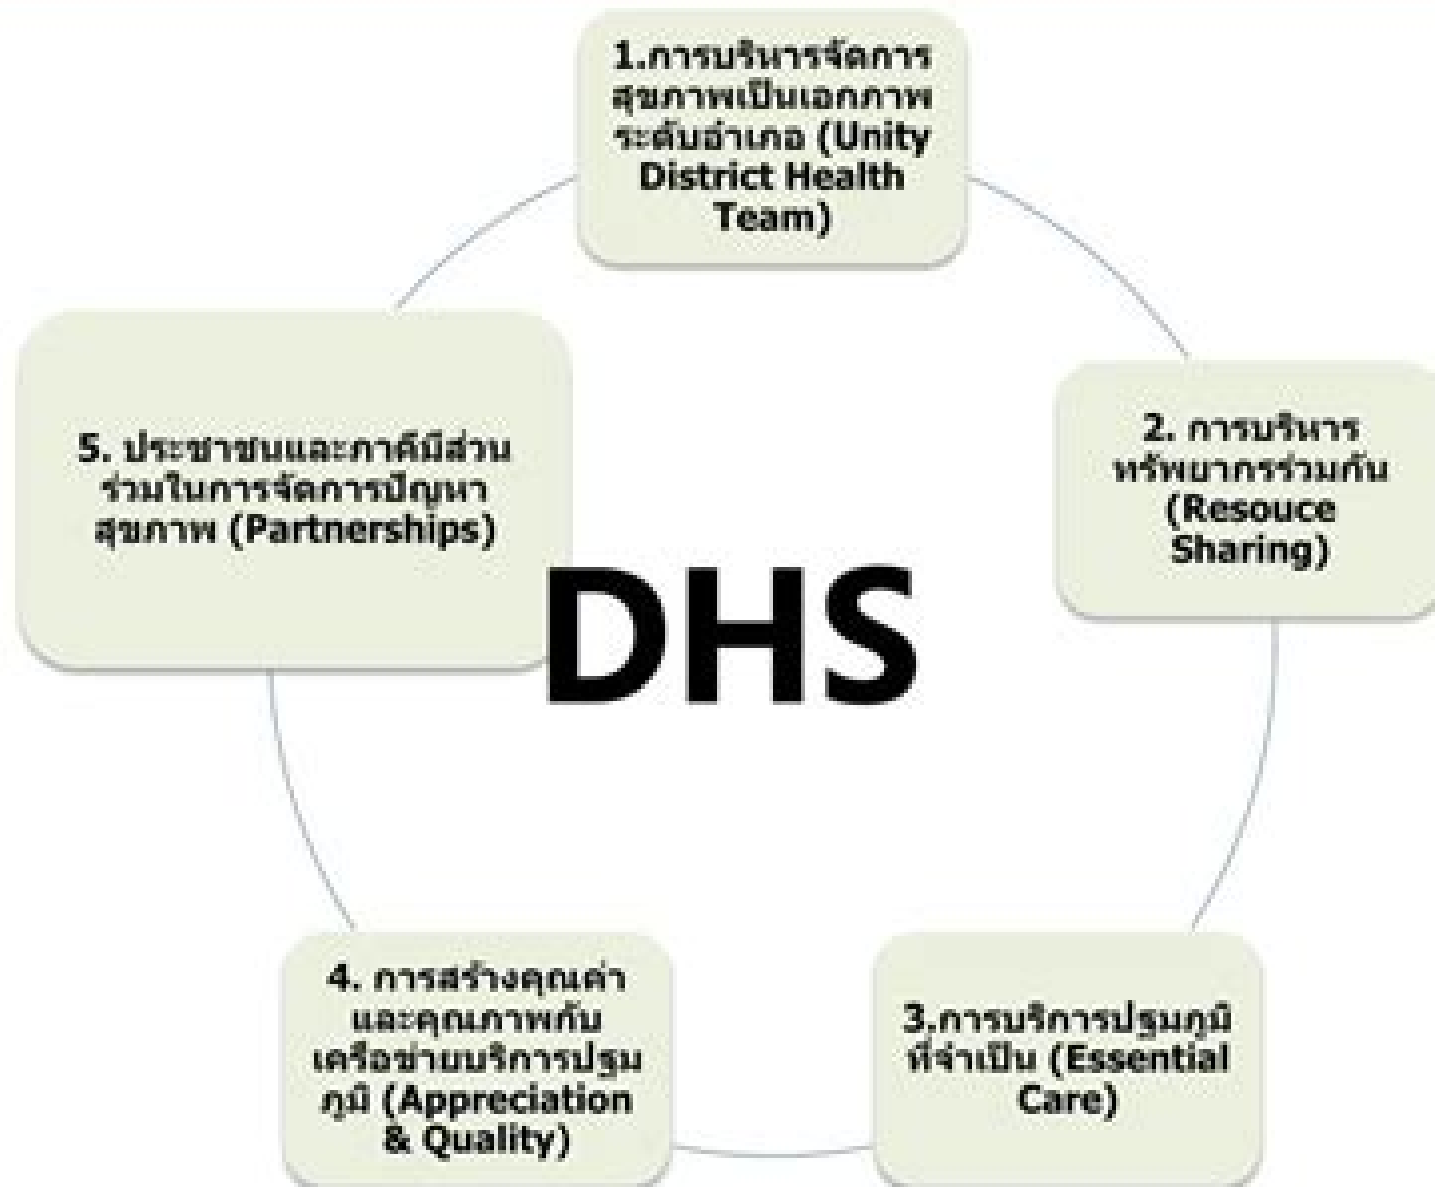 1.การบริหารจัดการ
สุขภาพเป็นเอกภาพ
ระดับอำเภอ (Unity
District Health
Team)
2. การบริหาร
ทรัพยากรร่วมกัน
(Resouce
Sharing)
3.การบริการปฐมภูมิ
ที่จำเป็น (Essential
Care)
4. การสร้างคุณค่า
และคุณภาพกับ
เครือข่ายบริการปฐม
ภูมิ (Appreciation
& Quality)
5. ประชาชนและภาคีมีส่วน
ร่วมในการจัดการปัญหา
สุขภาพ (Partnerships)
DHS